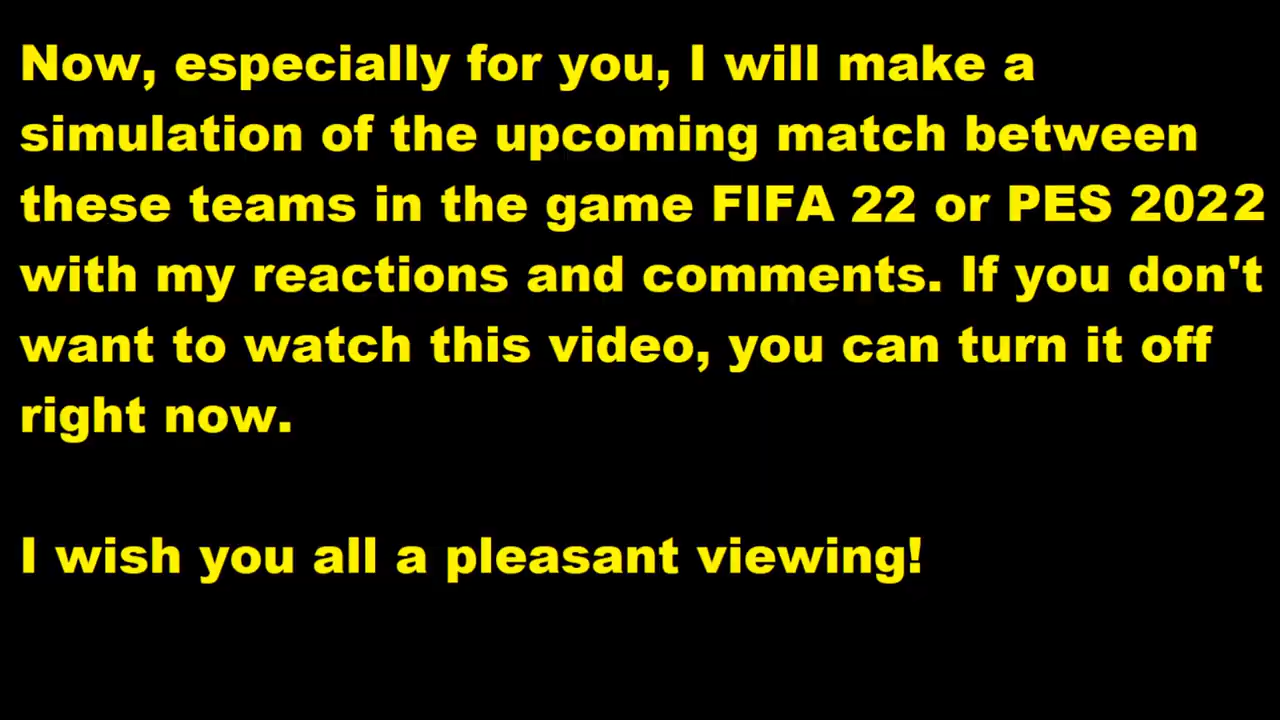 Now, especially for you, I will make a
simulation of the upcoming match between
these teams in the game FIFA 22 or PES 2022
with my reactions and comments. If you don't
want to watch this video, you can turn it off
right now.
I wish you all a pleasant viewing!